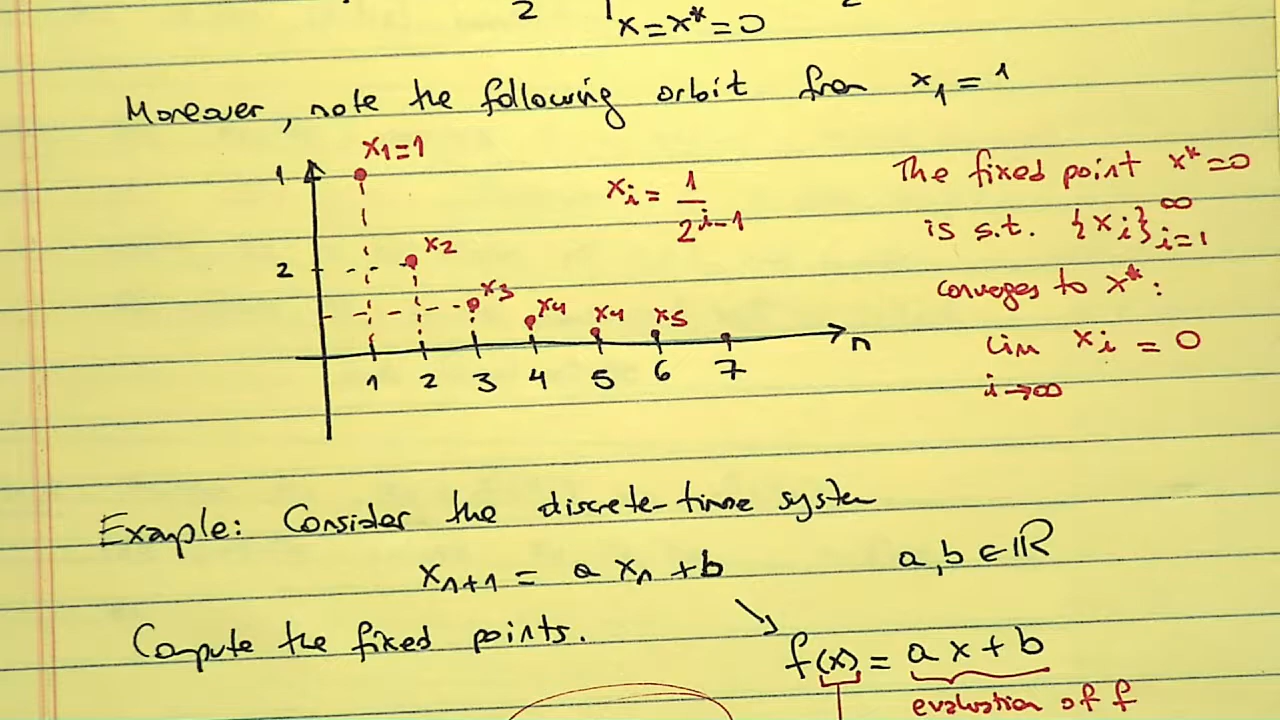 2
x=x*=0
2
Moreover, note the following orbit from x₁=1
x₁=1
1
xᵢ = 1/2^(i-1)
The fixed point x*=0
is s.t. {xᵢ}_{i=1}^∞
converges to x*:
lim xᵢ = 0
i→∞
x₂
2
x₃
x₄
x₄
x₅
n
1 2 3 4 5 6 7
Example: Consider the discrete-time system
xₙ₊₁ = a xₙ + b a,b ∈ ℝ
Compute the fixed points.
f(x) = a x + b
evaluation of f